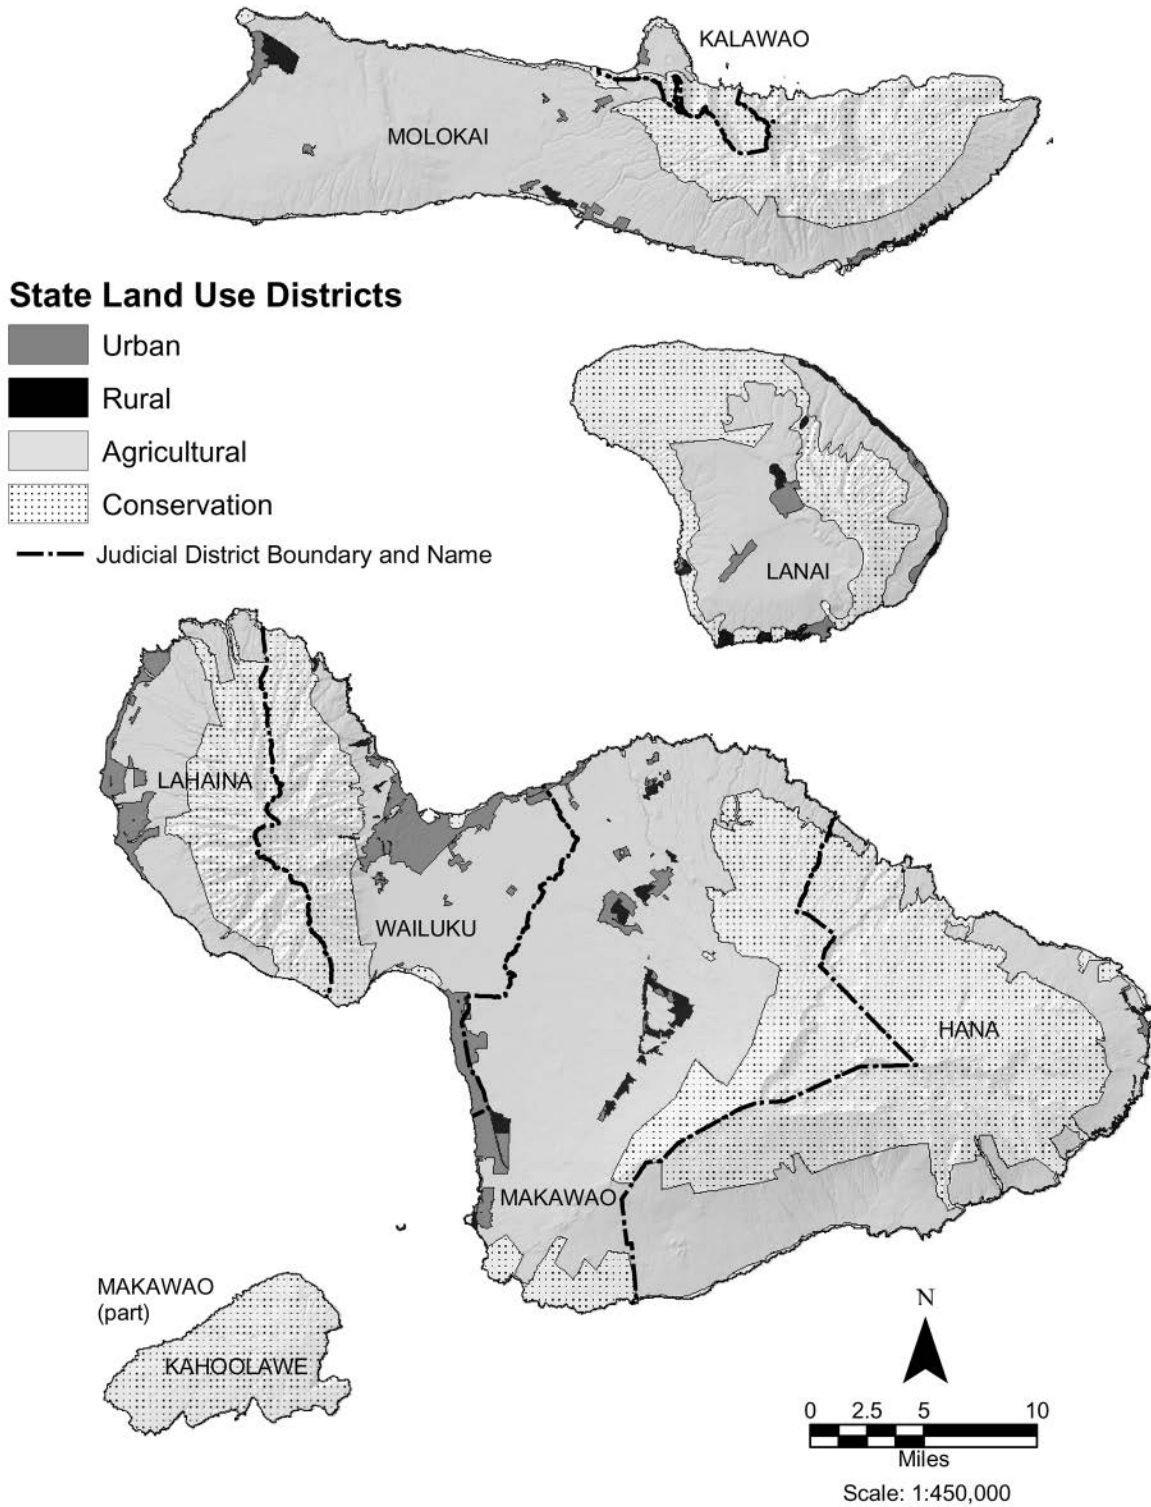 KALAWAO
MOLOKAI
State Land Use Districts
Urban
Rural
Agricultural
Conservation
Judicial District Boundary and Name
LANAI
LAHAINA
WAILUKU
HANA
MAKAWAO
MAKAWAO
(part)
KAHOOLAWE
N
0 2.5 5 10
Miles
Scale: 1:450,000